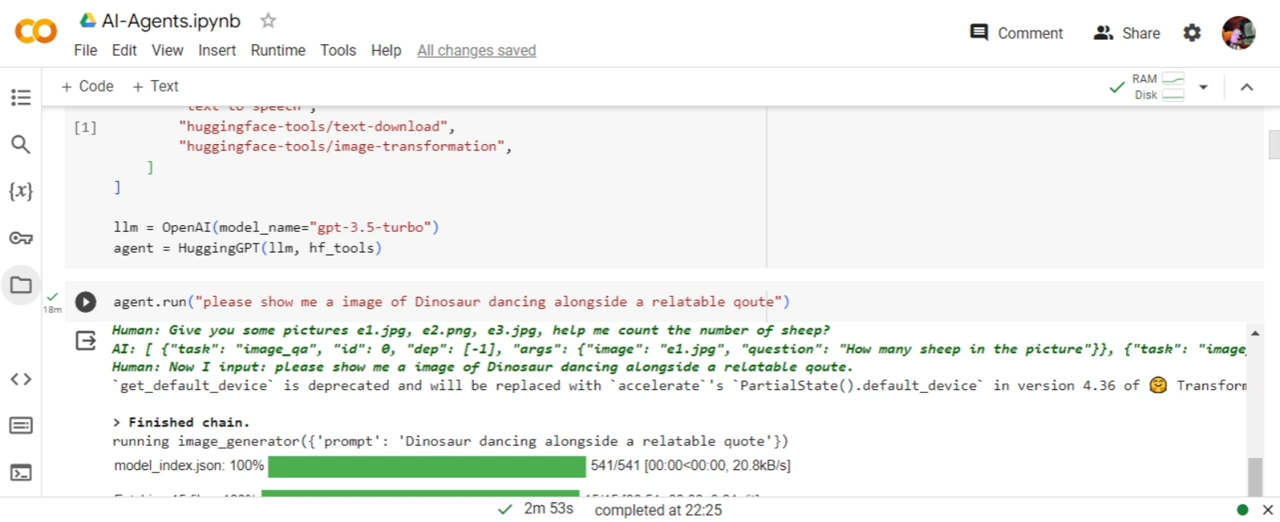 AI-Agents.ipynb
Comment
Share
File Edit View Insert Runtime Tools Help All changes saved
+ Code + Text
RAM
Disk
"text to speech",
[1]
"huggingface-tools/text-download",
"huggingface-tools/image-transformation",
]
]
{x}
llm = OpenAI(model_name="gpt-3.5-turbo")
agent = HuggingGPT(llm, hf_tools)
18m
agent.run("please show me a image of Dinosaur dancing alongside a relatable qoute")
Human: Give you some pictures e1.jpg, e2.png, e3.jpg, help me count the number of sheep?
AI: [ {"task": "image_qa", "id": 0, "dep": [-1], "args": {"image": "e1.jpg", "question": "How many sheep in the picture"}}, {"task": "image_
Human: Now I input: please show me a image of Dinosaur dancing alongside a relatable qoute.
`get_default_device` is deprecated and will be replaced with `accelerate`'s `PartialState().default_device` in version 4.36 of 🤗 Transform
> Finished chain.
running image_generator({'prompt': 'Dinosaur dancing alongside a relatable quote'})
model_index.json: 100% 541/541 [00:00<00:00, 20.8kB/s]
2m 53s completed at 22:25